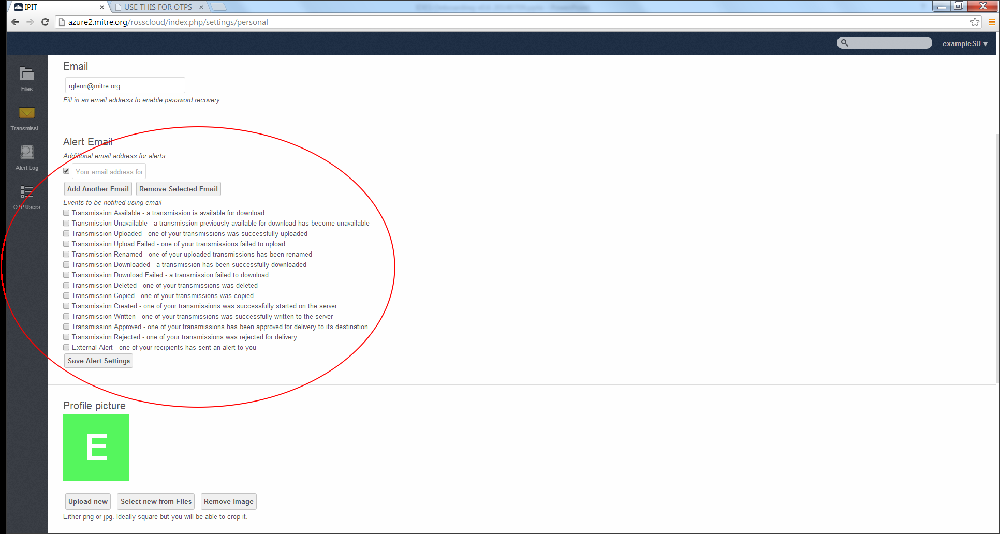 IPIT
USE THIS FOR OTPS
azure2.mitre.org/rosscloud/index.php/settings/personal
exampleSU
Files
Transmissi...
Alert Log
OTP Users
Email
rglenn@mitre.org
Fill in an email address to enable password recovery
Alert Email
Additional email address for alerts
Your email address for
Add Another Email Remove Selected Email
Events to be notified using email
Transmission Available - a transmission is available for download
Transmission Unavailable - a transmission previously available for download has become unavailable
Transmission Uploaded - one of your transmissions was successfully uploaded
Transmission Upload Failed - one of your transmissions failed to upload
Transmission Renamed - one of your uploaded transmissions has been renamed
Transmission Downloaded - a transmission has been successfully downloaded
Transmission Download Failed - a transmission failed to download
Transmission Deleted - one of your transmissions was deleted
Transmission Copied - one of your transmissions was copied
Transmission Created - one of your transmissions was successfully started on the server
Transmission Written - one of your transmissions was successfully written to the server
Transmission Approved - one of your transmissions has been approved for delivery to its destination
Transmission Rejected - one of your transmissions was rejected for delivery
External Alert - one of your recipients has sent an alert to you
Save Alert Settings
Profile picture
E
Upload new Select new from Files Remove image
Either png or jpg. Ideally square but you will be able to crop it.